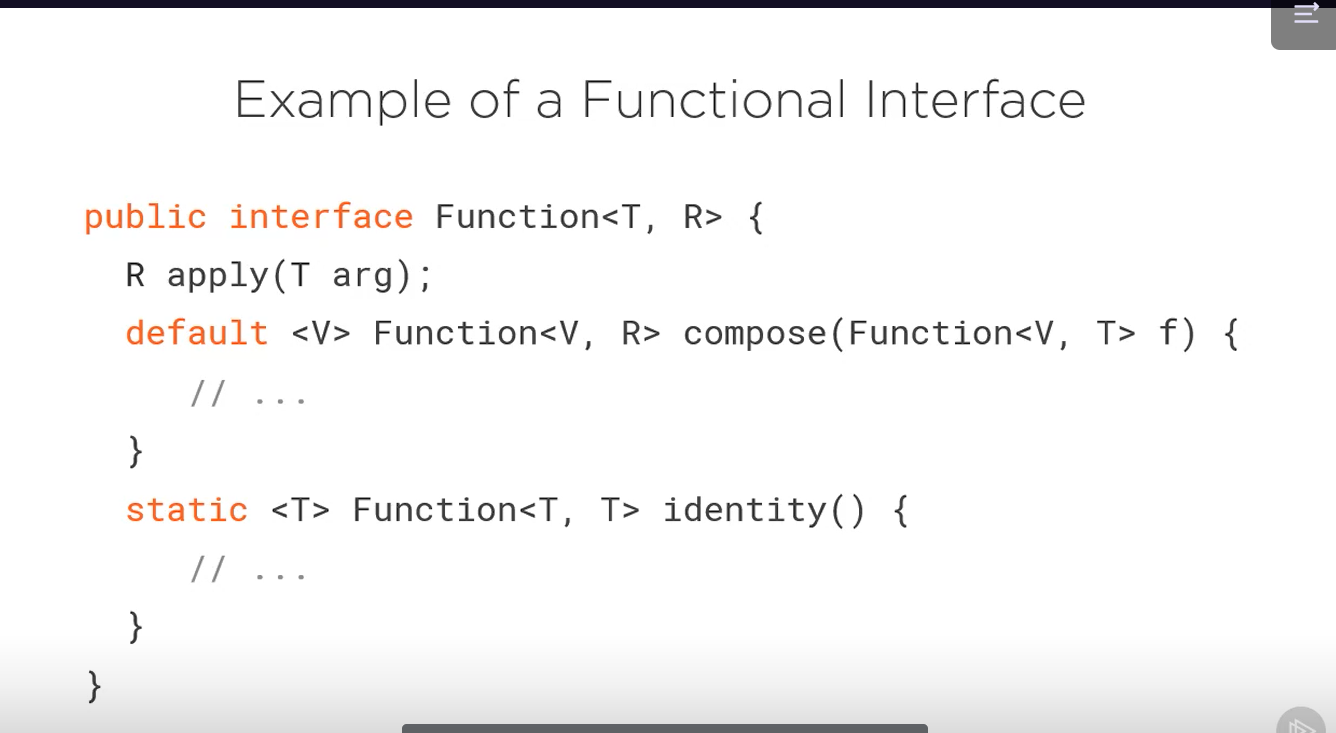 Example of a Functional Interface
public interface Function<T, R> {
R apply(T arg);
default <V> Function<V, R> compose(Function<V, T> f) {
// ...
}
static <T> Function<T, T> identity() {
// ...
}
}